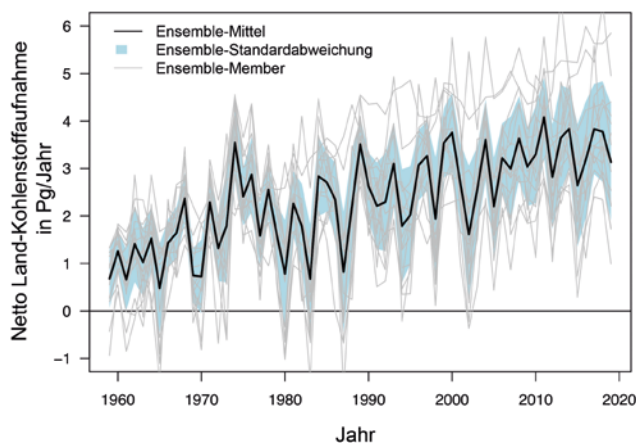 Ensemble-Mittel
Ensemble-Standardabweichung
Ensemble-Member
Netto Land-Kohlenstoffaufnahme
in Pg/Jahr
6
5
4
3
2
1
0
−1
1960 1970 1980 1990 2000 2010 2020
Jahr